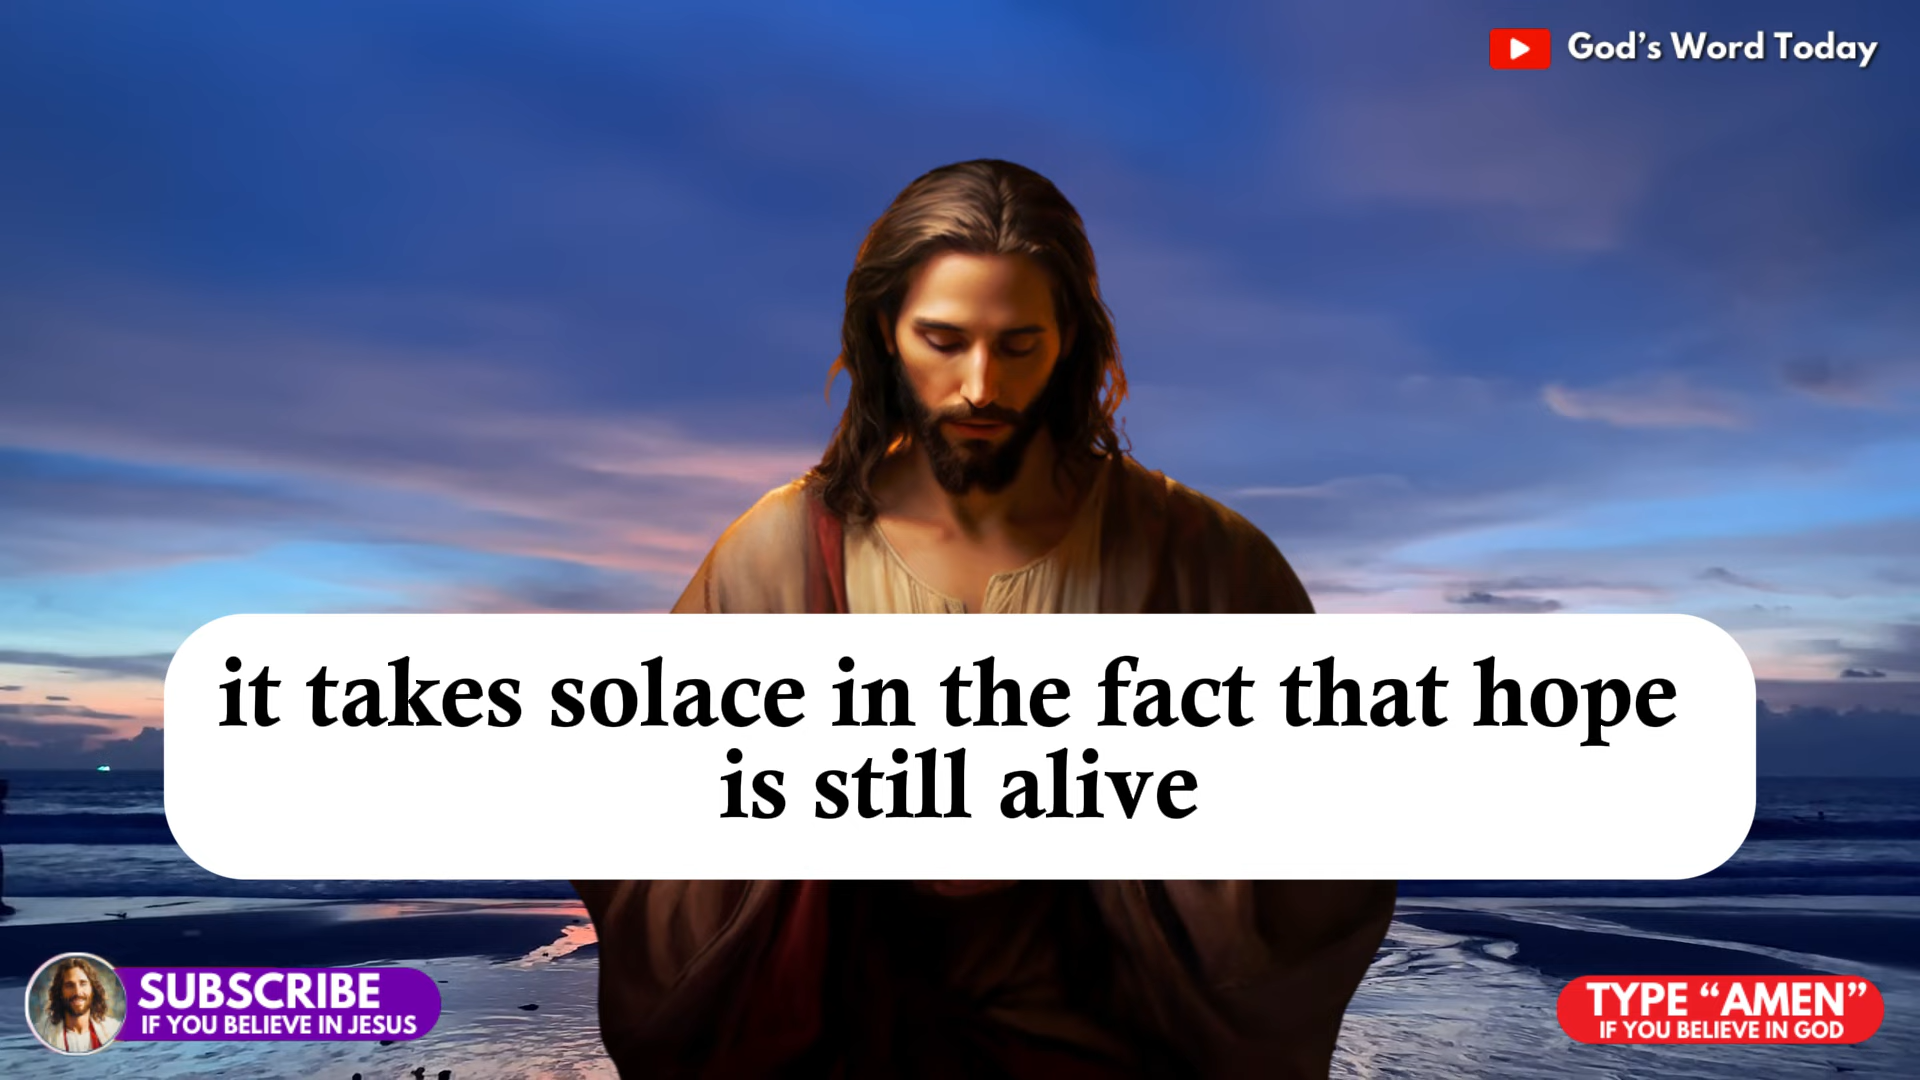 God's Word Today
it takes solace in the fact that hope
is still alive
SUBSCRIBE
IF YOU BELIEVE IN JESUS
TYPE “AMEN”
IF YOU BELIEVE IN GOD